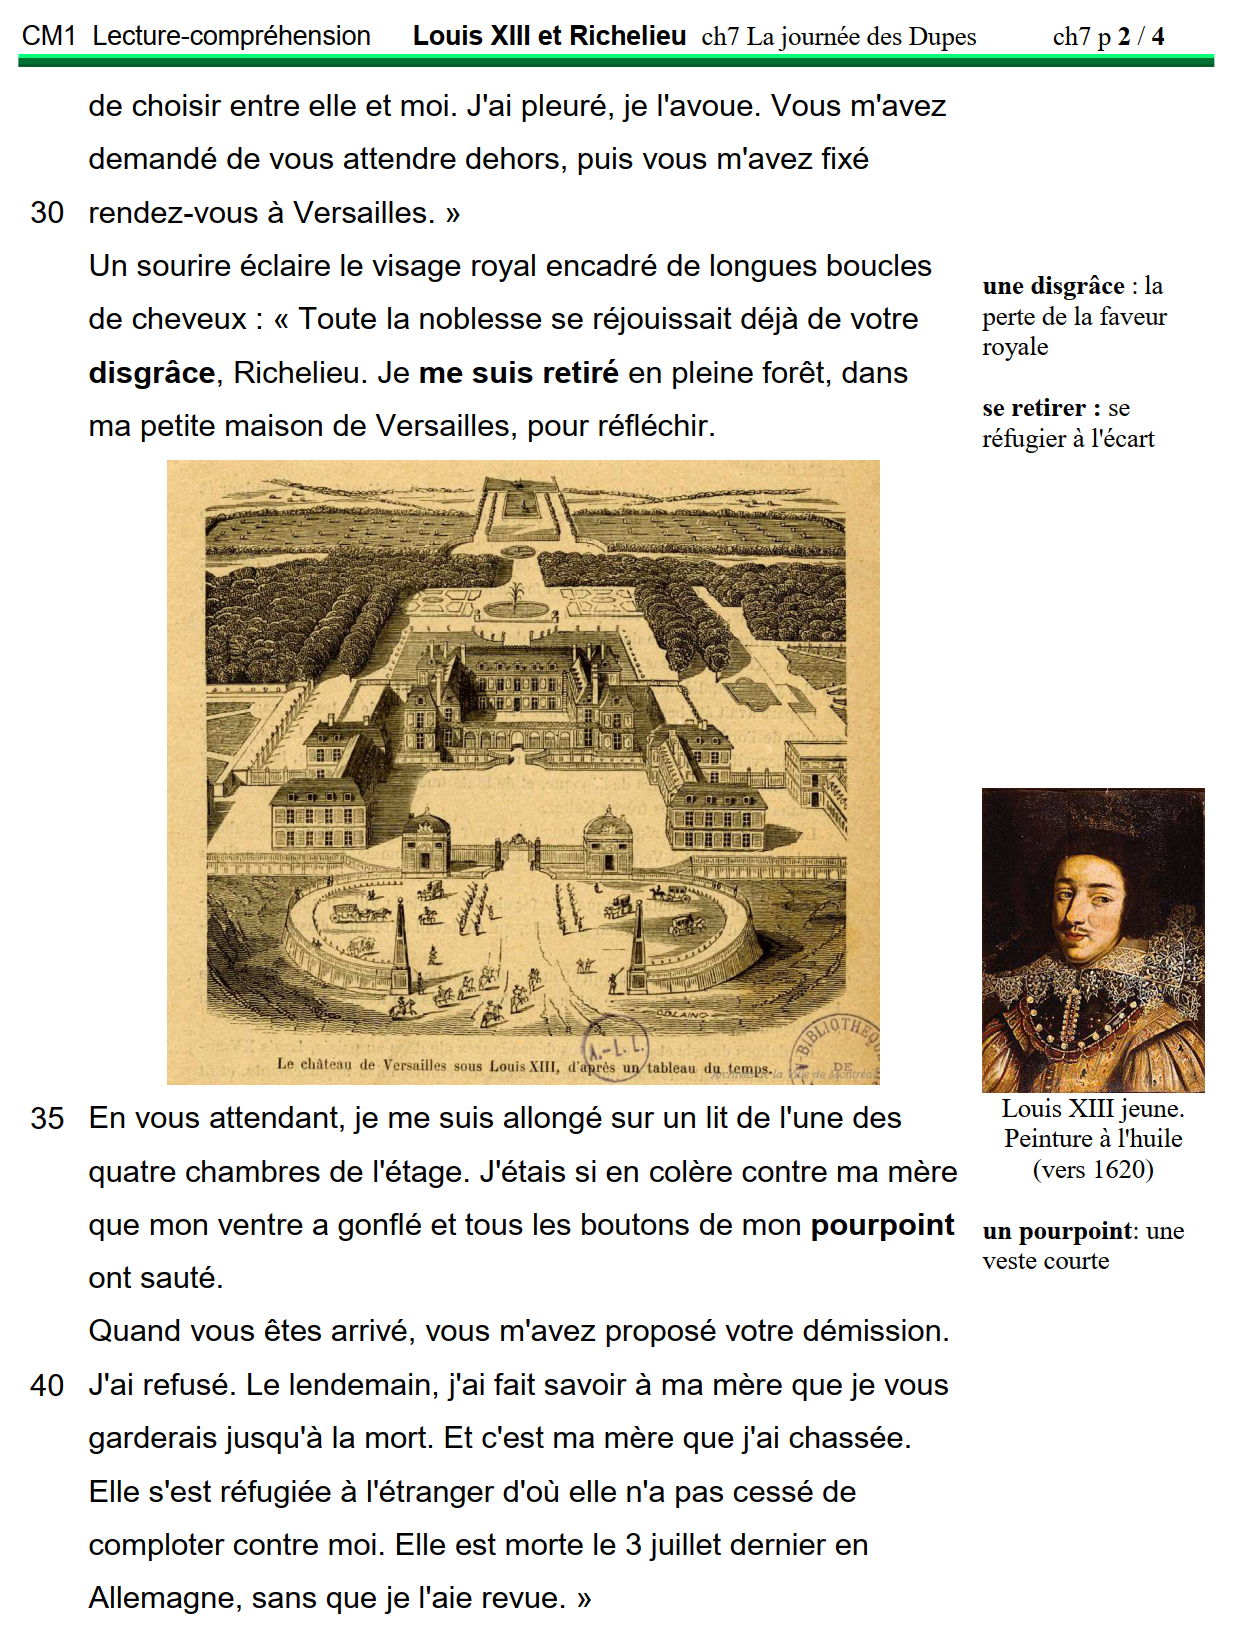 CM1 Lecture-compréhension Louis XIII et Richelieu ch7 La journée des Dupes ch7 p 2 / 4
de choisir entre elle et moi. J'ai pleuré, je l'avoue. Vous m'avez
demandé de vous attendre dehors, puis vous m'avez fixé
30 rendez-vous à Versailles. »
Un sourire éclaire le visage royal encadré de longues boucles
de cheveux : « Toute la noblesse se réjouissait déjà de votre
disgrâce, Richelieu. Je me suis retiré en pleine forêt, dans
ma petite maison de Versailles, pour réfléchir.
une disgrâce : la
perte de la faveur
royale
se retirer : se
réfugier à l'écart
CBLAING
A.-L. L.
BIBLIOTHEQU
DE
Le château de Versailles sous Louis XIII, d'après un tableau du temps.
Archives de la Ville de Montréal
Louis XIII jeune.
Peinture à l'huile
(vers 1620)
35 En vous attendant, je me suis allongé sur un lit de l'une des
quatre chambres de l'étage. J'étais si en colère contre ma mère
que mon ventre a gonflé et tous les boutons de mon pourpoint
ont sauté.
un pourpoint: une
veste courte
Quand vous êtes arrivé, vous m'avez proposé votre démission.
40 J'ai refusé. Le lendemain, j'ai fait savoir à ma mère que je vous
garderais jusqu'à la mort. Et c'est ma mère que j'ai chassée.
Elle s'est réfugiée à l'étranger d'où elle n'a pas cessé de
comploter contre moi. Elle est morte le 3 juillet dernier en
Allemagne, sans que je l'aie revue. »